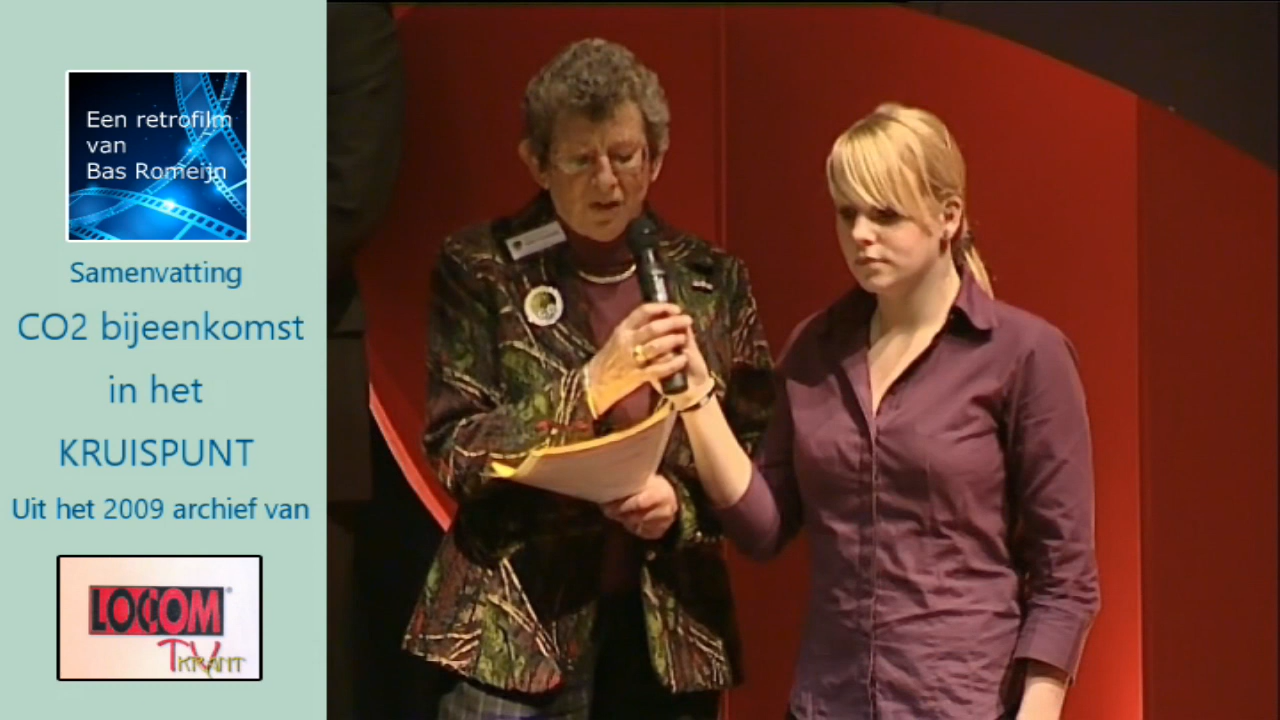 Een retrofilm
van
Bas Romeijn
Samenvatting
CO2 bijeenkomst
in het
KRUISPUNT
Uit het 2009 archief van
LOCOM®
TV KRANT